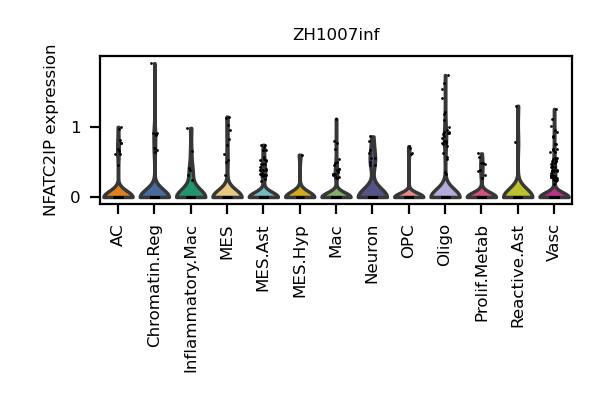 ZH1007inf
NFATC2IP expression
1
0
AC
Chromatin.Reg
Inflammatory.Mac
MES
MES.Ast
MES.Hyp
Mac
Neuron
OPC
Oligo
Prolif.Metab
Reactive.Ast
Vasc